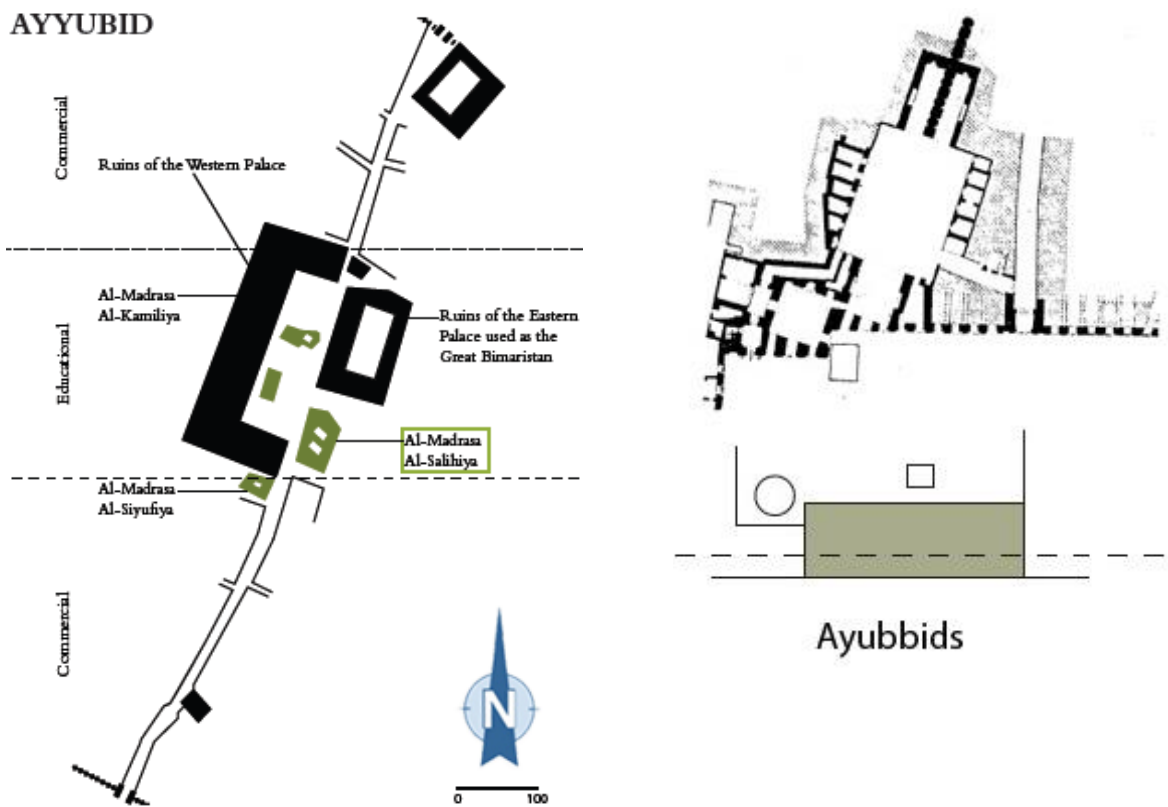 AYYUBID
Commercial
Ruins of the Western Palace
Al-Madrasa
Al-Kamiliya
Educational
Ruins of the Eastern
Palace used as the
Great Bimaristan
Al-Madrasa
Al-Salihiya
Al-Madrasa
Al-Siyufiya
Commercial
N
0 100
Ayubbids